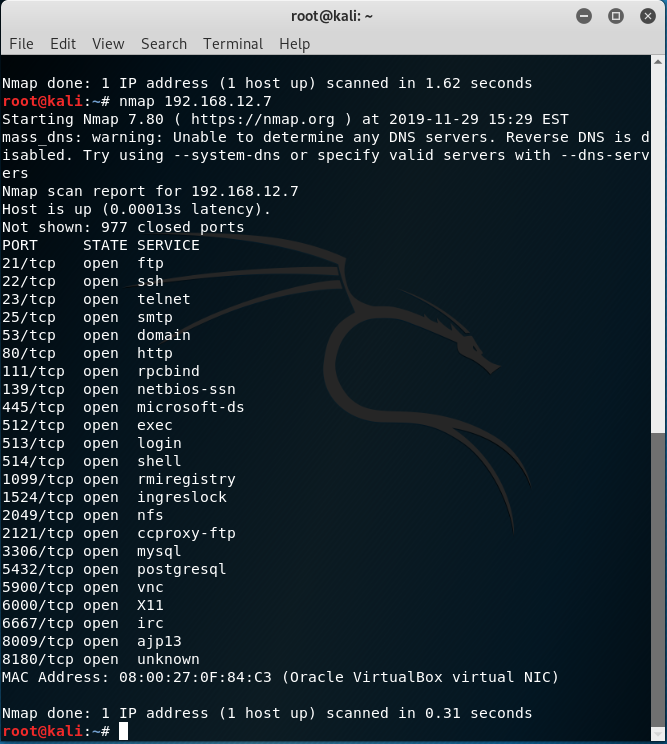 root@kali: ~
File Edit View Search Terminal Help
Nmap done: 1 IP address (1 host up) scanned in 1.62 seconds
root@kali:~# nmap 192.168.12.7
Starting Nmap 7.80 ( https://nmap.org ) at 2019-11-29 15:29 EST
mass_dns: warning: Unable to determine any DNS servers. Reverse DNS is d
isabled. Try using --system-dns or specify valid servers with --dns-serv
ers
Nmap scan report for 192.168.12.7
Host is up (0.00013s latency).
Not shown: 977 closed ports
PORT     STATE SERVICE
21/tcp   open  ftp
22/tcp   open  ssh
23/tcp   open  telnet
25/tcp   open  smtp
53/tcp   open  domain
80/tcp   open  http
111/tcp  open  rpcbind
139/tcp  open  netbios-ssn
445/tcp  open  microsoft-ds
512/tcp  open  exec
513/tcp  open  login
514/tcp  open  shell
1099/tcp open  rmiregistry
1524/tcp open  ingreslock
2049/tcp open  nfs
2121/tcp open  ccproxy-ftp
3306/tcp open  mysql
5432/tcp open  postgresql
5900/tcp open  vnc
6000/tcp open  X11
6667/tcp open  irc
8009/tcp open  ajp13
8180/tcp open  unknown
MAC Address: 08:00:27:0F:84:C3 (Oracle VirtualBox virtual NIC)
Nmap done: 1 IP address (1 host up) scanned in 0.31 seconds
root@kali:~#